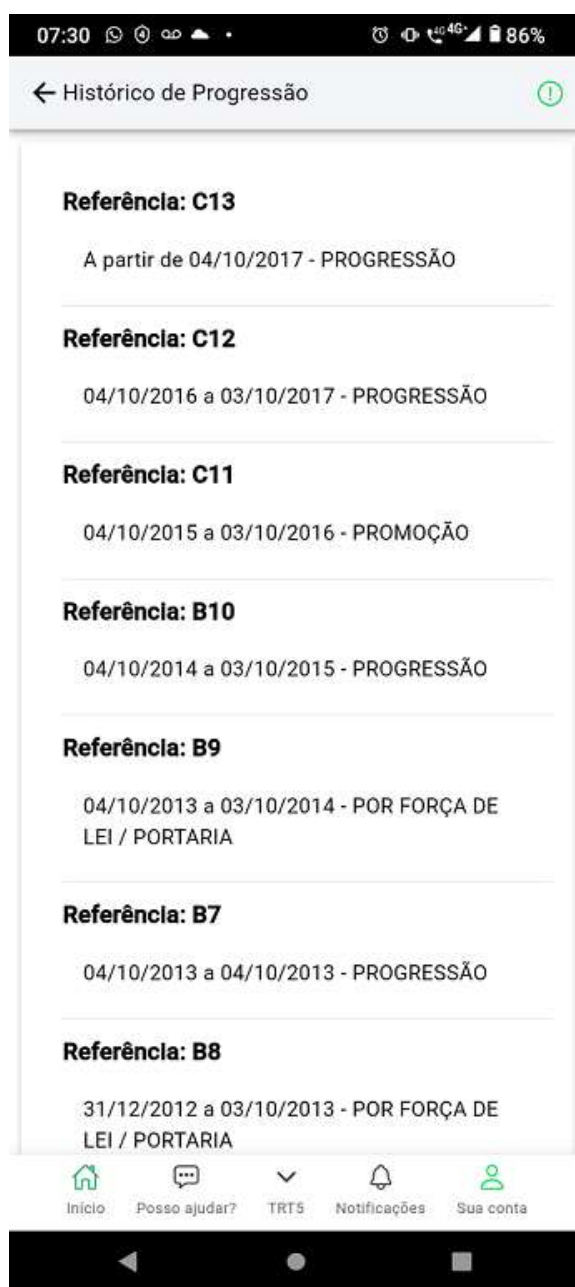 07:30 86%
4G 4G
Histórico de Progressão
Referência: C13
A partir de 04/10/2017 - PROGRESSÃO
Referência: C12
04/10/2016 a 03/10/2017 - PROGRESSÃO
Referência: C11
04/10/2015 a 03/10/2016 - PROMOÇÃO
Referência: B10
04/10/2014 a 03/10/2015 - PROGRESSÃO
Referência: B9
04/10/2013 a 03/10/2014 - POR FORÇA DE
LEI / PORTARIA
Referência: B7
04/10/2013 a 04/10/2013 - PROGRESSÃO
Referência: B8
31/12/2012 a 03/10/2013 - POR FORÇA DE
LEI / PORTARIA
Início Posso ajudar? TRT5 Notificações Sua conta